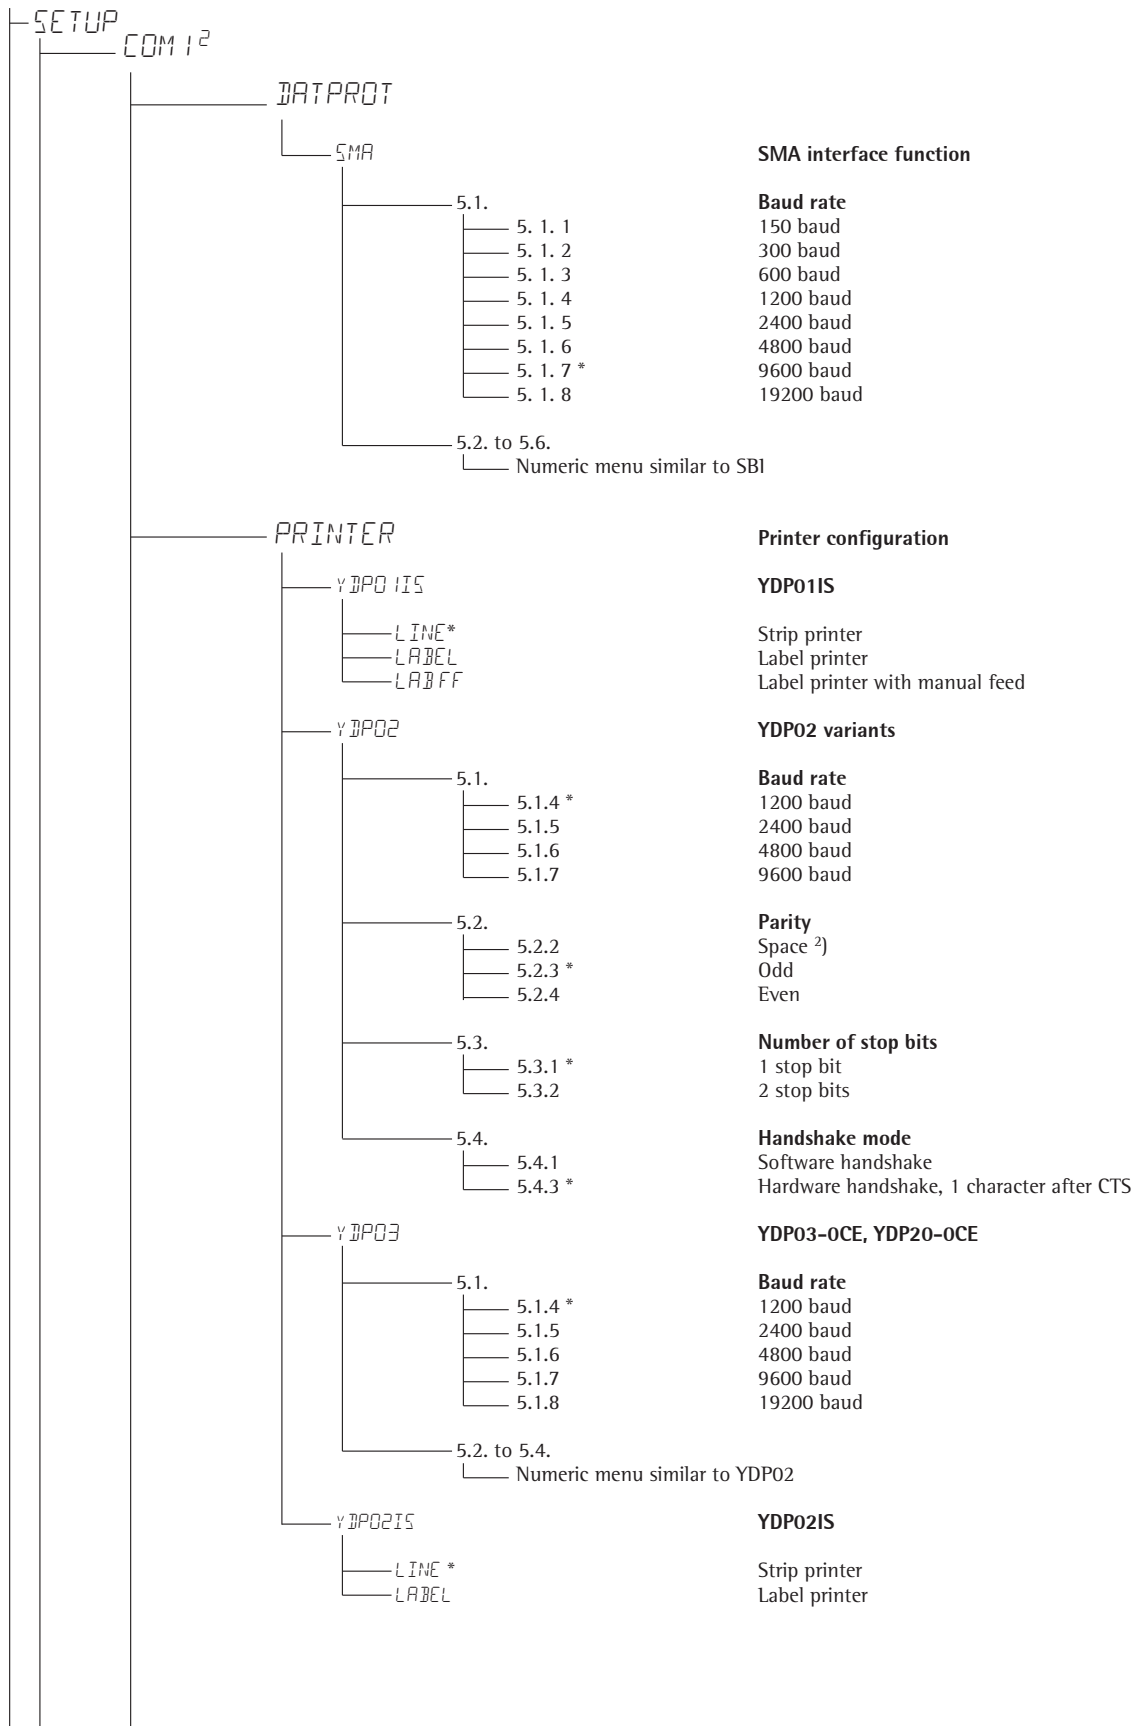 SETUP
COM 1²
DATPROT
SMA SMA interface function
5.1. Baud rate
5. 1. 1 150 baud
5. 1. 2 300 baud
5. 1. 3 600 baud
5. 1. 4 1200 baud
5. 1. 5 2400 baud
5. 1. 6 4800 baud
5. 1. 7 * 9600 baud
5. 1. 8 19200 baud
5.2. to 5.6.
Numeric menu similar to SBI
PRINTER Printer configuration
YDP01IS YDP01IS
LINE* Strip printer
LABEL Label printer
LABFF Label printer with manual feed
YDP02 YDP02 variants
5.1. Baud rate
5.1.4 * 1200 baud
5.1.5 2400 baud
5.1.6 4800 baud
5.1.7 9600 baud
5.2. Parity
5.2.2 Space ²)
5.2.3 * Odd
5.2.4 Even
5.3. Number of stop bits
5.3.1 * 1 stop bit
5.3.2 2 stop bits
5.4. Handshake mode
5.4.1 Software handshake
5.4.3 * Hardware handshake, 1 character after CTS
YDP03 YDP03-0CE, YDP20-0CE
5.1. Baud rate
5.1.4 * 1200 baud
5.1.5 2400 baud
5.1.6 4800 baud
5.1.7 9600 baud
5.1.8 19200 baud
5.2. to 5.4.
Numeric menu similar to YDP02
YDP02IS YDP02IS
LINE * Strip printer
LABEL Label printer